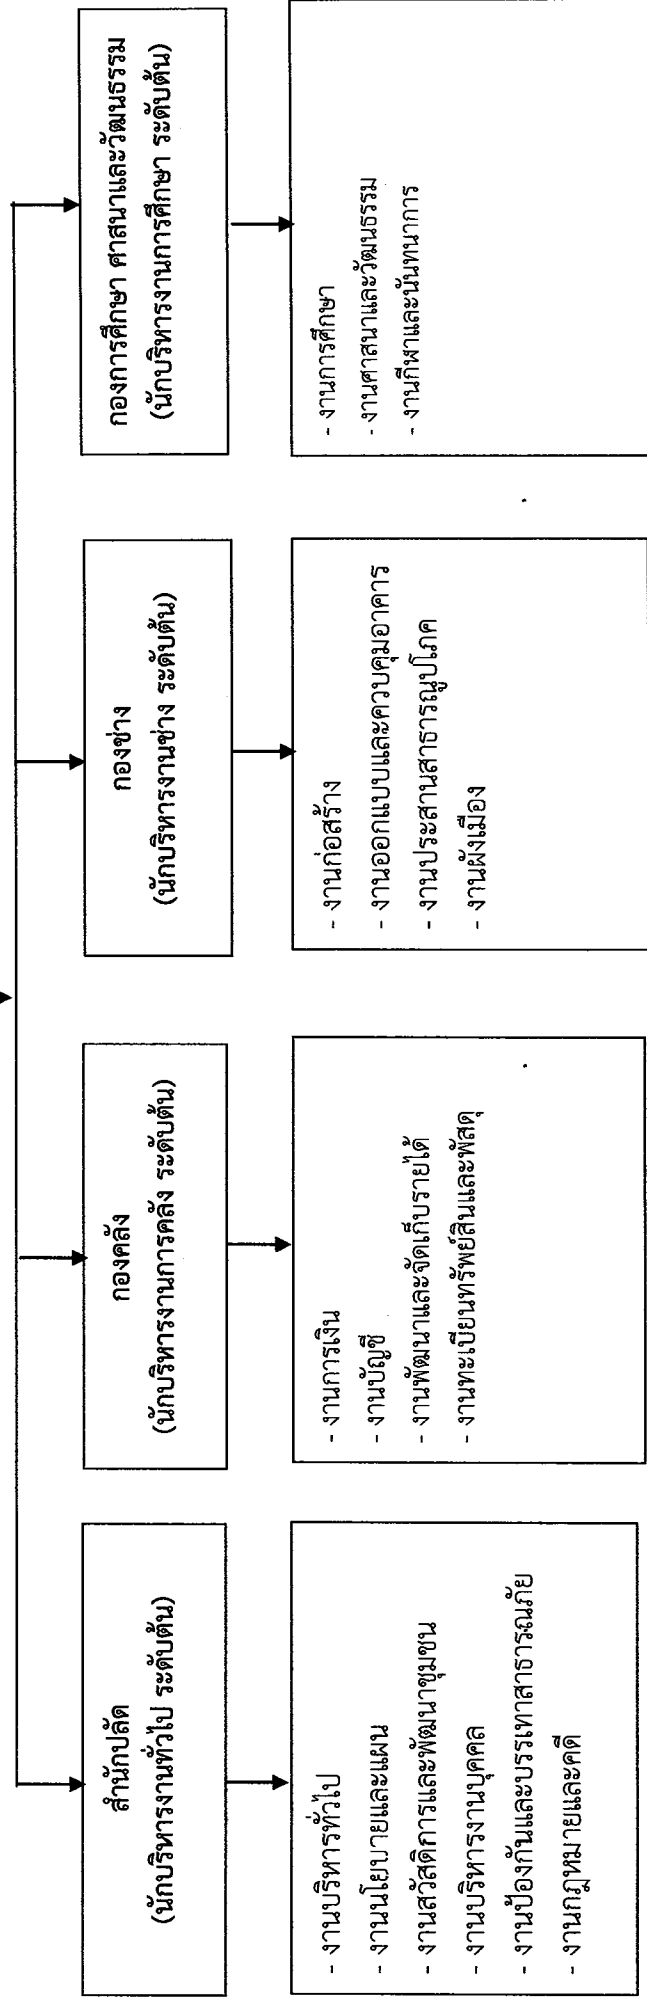 สำนักปลัด
(นักบริหารงานทั่วไป ระดับต้น)
- งานบริหารทั่วไป
- งานนโยบายและแผน
- งานสวัสดิการและพัฒนาชุมชน
- งานบริหารงานบุคคล
- งานป้องกันและบรรเทาสาธารณภัย
- งานกฎหมายและคดี
กองคลัง
(นักบริหารงานการคลัง ระดับต้น)
- งานการเงิน
- งานบัญชี
- งานพัฒนาและจัดเก็บรายได้
- งานทะเบียนทรัพย์สินและพัสดุ
กองช่าง
(นักบริหารงานช่าง ระดับต้น)
- งานก่อสร้าง
- งานออกแบบและควบคุมอาคาร
- งานประสานสาธารณูปโภค
- งานผังเมือง
กองการศึกษา ศาสนาและวัฒนธรรม
(นักบริหารงานการศึกษา ระดับต้น)
- งานการศึกษา
- งานศาสนาและวัฒนธรรม
- งานกีฬาและนันทนาการ